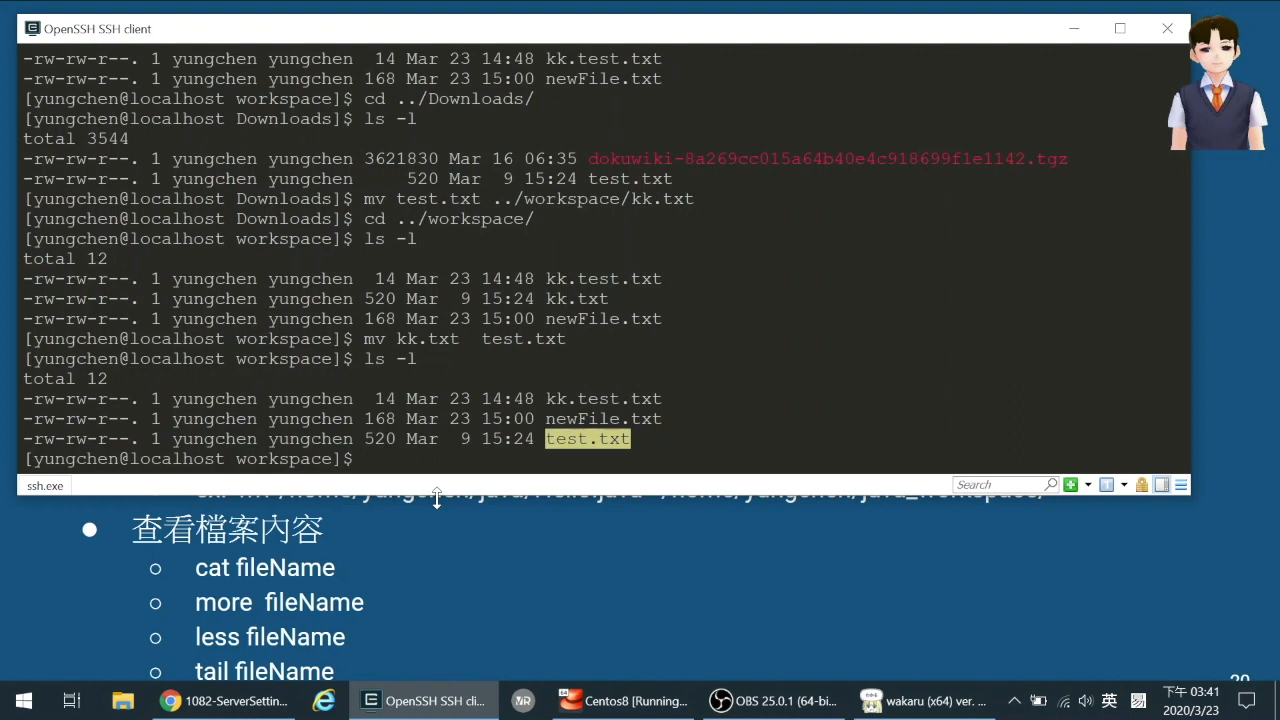 OpenSSH SSH client
-rw-rw-r--. 1 yungchen yungchen  14 Mar 23 14:48 kk.test.txt
-rw-rw-r--. 1 yungchen yungchen 168 Mar 23 15:00 newFile.txt
[yungchen@localhost workspace]$ cd ../Downloads/
[yungchen@localhost Downloads]$ ls -l
total 3544
-rw-rw-r--. 1 yungchen yungchen 3621830 Mar 16 06:35 dokuwiki-8a269cc015a64b40e4c918699f1e1142.tgz
-rw-rw-r--. 1 yungchen yungchen     520 Mar  9 15:24 test.txt
[yungchen@localhost Downloads]$ mv test.txt ../workspace/kk.txt
[yungchen@localhost Downloads]$ cd ../workspace/
[yungchen@localhost workspace]$ ls -l
total 12
-rw-rw-r--. 1 yungchen yungchen  14 Mar 23 14:48 kk.test.txt
-rw-rw-r--. 1 yungchen yungchen 520 Mar  9 15:24 kk.txt
-rw-rw-r--. 1 yungchen yungchen 168 Mar 23 15:00 newFile.txt
[yungchen@localhost workspace]$ mv kk.txt  test.txt
[yungchen@localhost workspace]$ ls -l
total 12
-rw-rw-r--. 1 yungchen yungchen  14 Mar 23 14:48 kk.test.txt
-rw-rw-r--. 1 yungchen yungchen 168 Mar 23 15:00 newFile.txt
-rw-rw-r--. 1 yungchen yungchen 520 Mar  9 15:24 test.txt
[yungchen@localhost workspace]$
ssh.exe
Search
查看檔案內容
cat fileName
more  fileName
less fileName
tail fileName
1082-ServerSettin...
OpenSSH SSH cli...
Centos8 [Running...
OBS 25.0.1 (64-bi...
wakaru (x64) ver. ...
英
下午 03:41
2020/3/23